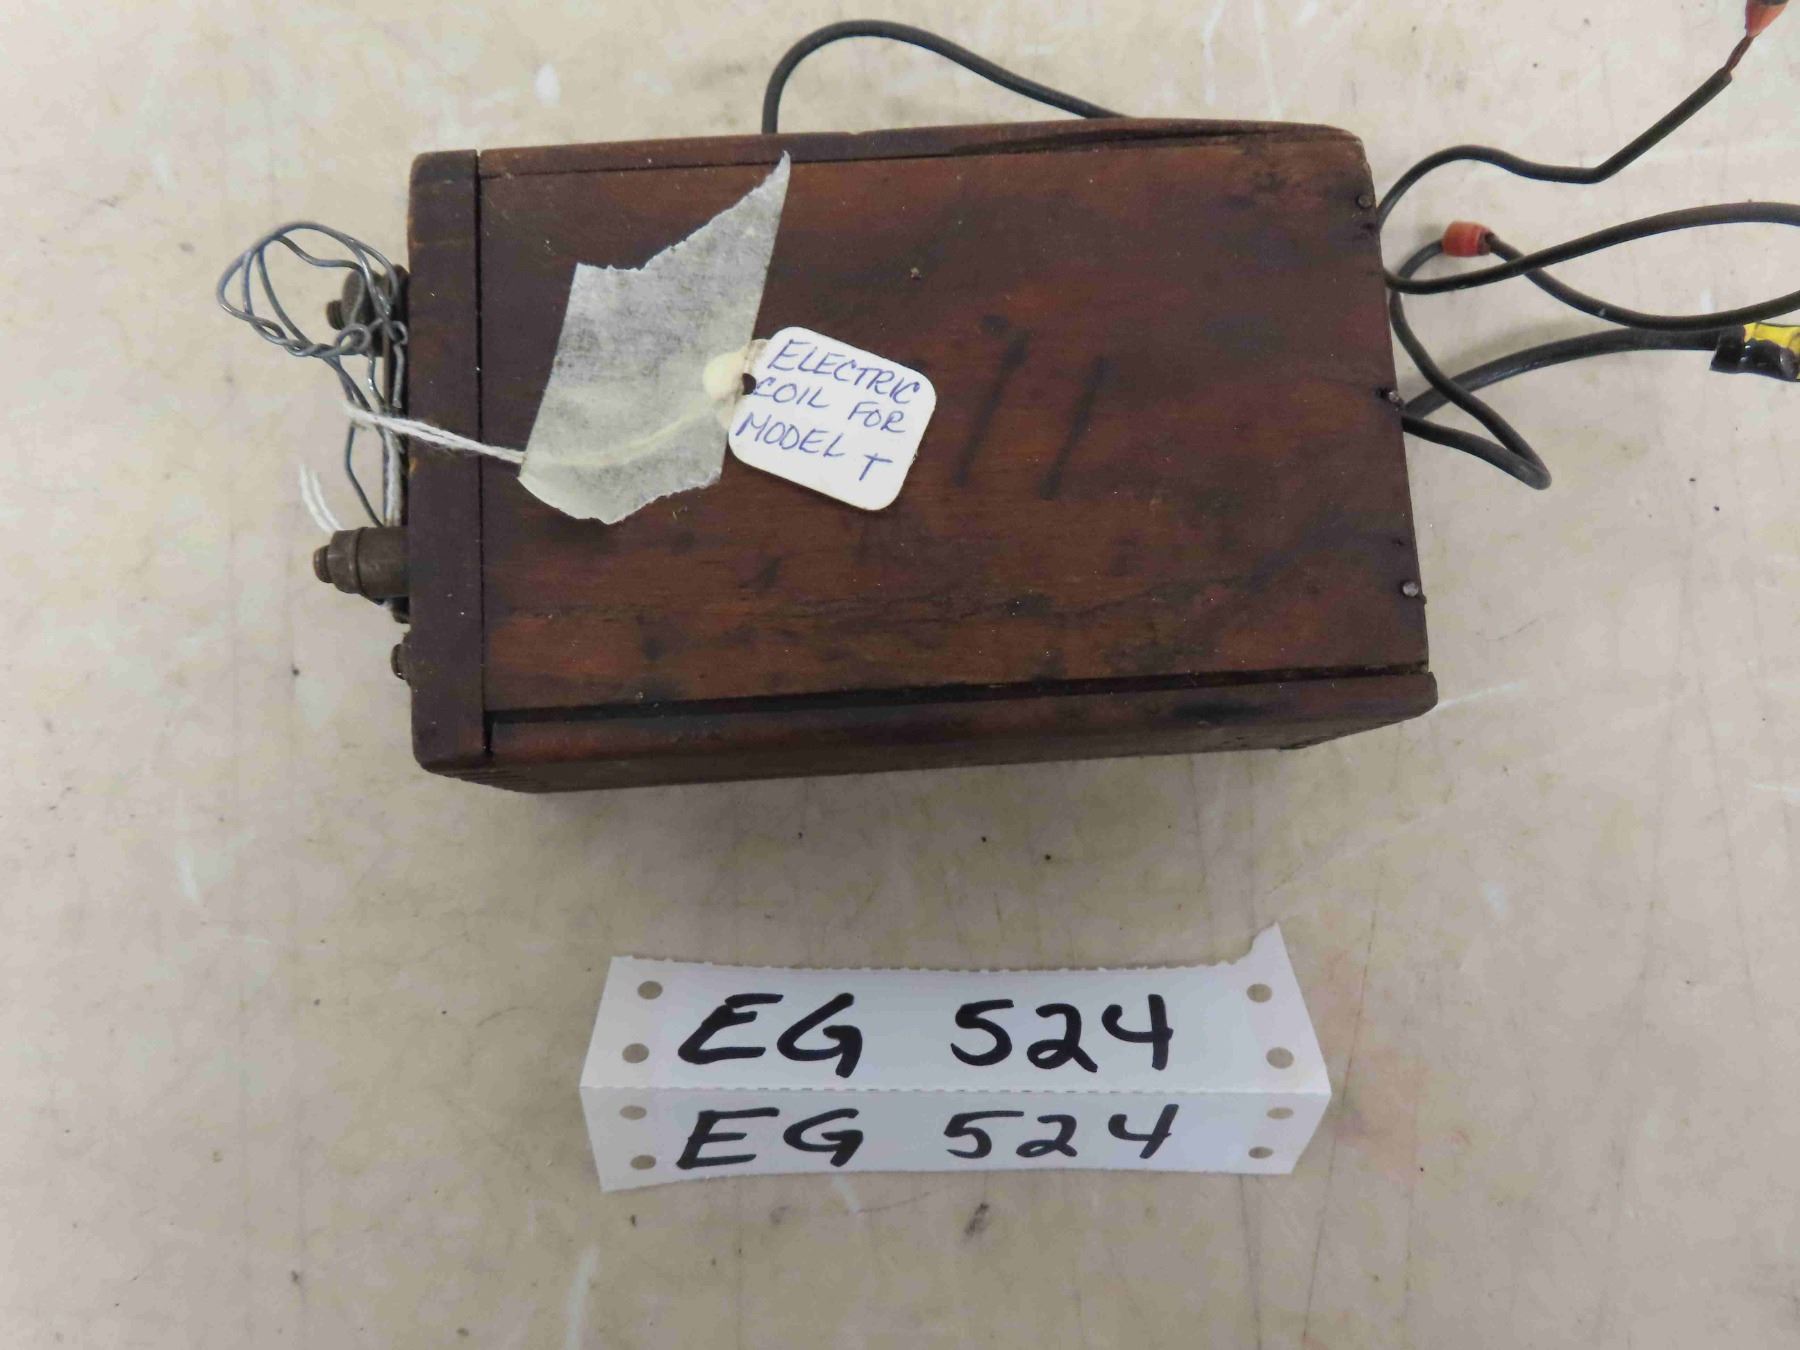 ELECTRIC
COIL FOR
MODEL T
EG 524
EG 524